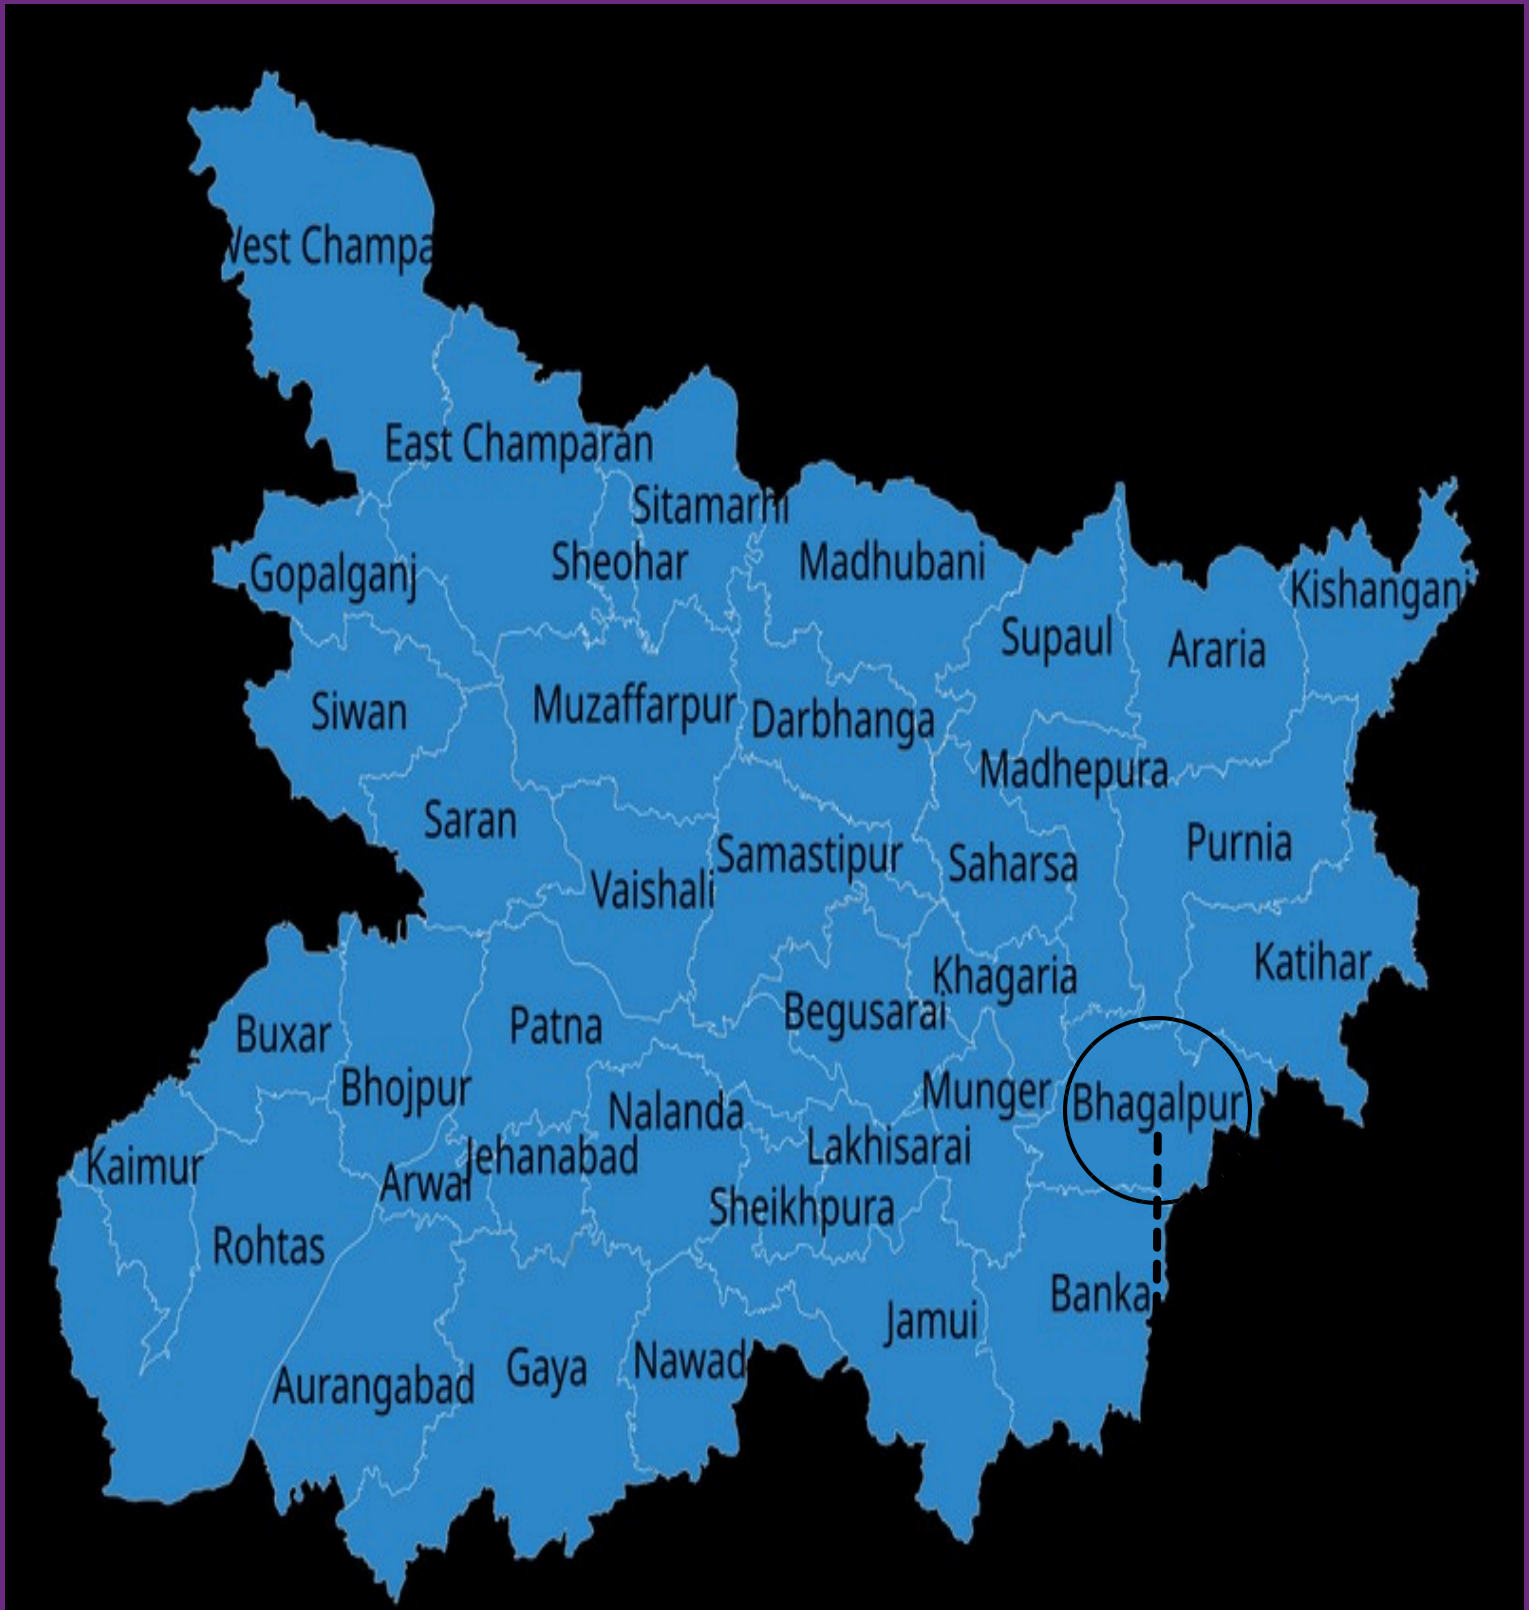 West Champa
East Champaran
Sitamarhi
Sheohar
Madhubani
Gopalganj
Kishanganj
Supaul
Araria
Siwan
Muzaffarpur
Darbhanga
Madhepura
Saran
Samastipur
Saharsa
Purnia
Vaishali
Khagaria
Katihar
Buxar
Patna
Begusarai
Bhojpur
Nalanda
Munger
Bhagalpur
Kaimur
Arwal
Jehanabad
Lakhisarai
Sheikhpura
Rohtas
Banka
Jamui
Aurangabad
Gaya
Nawad